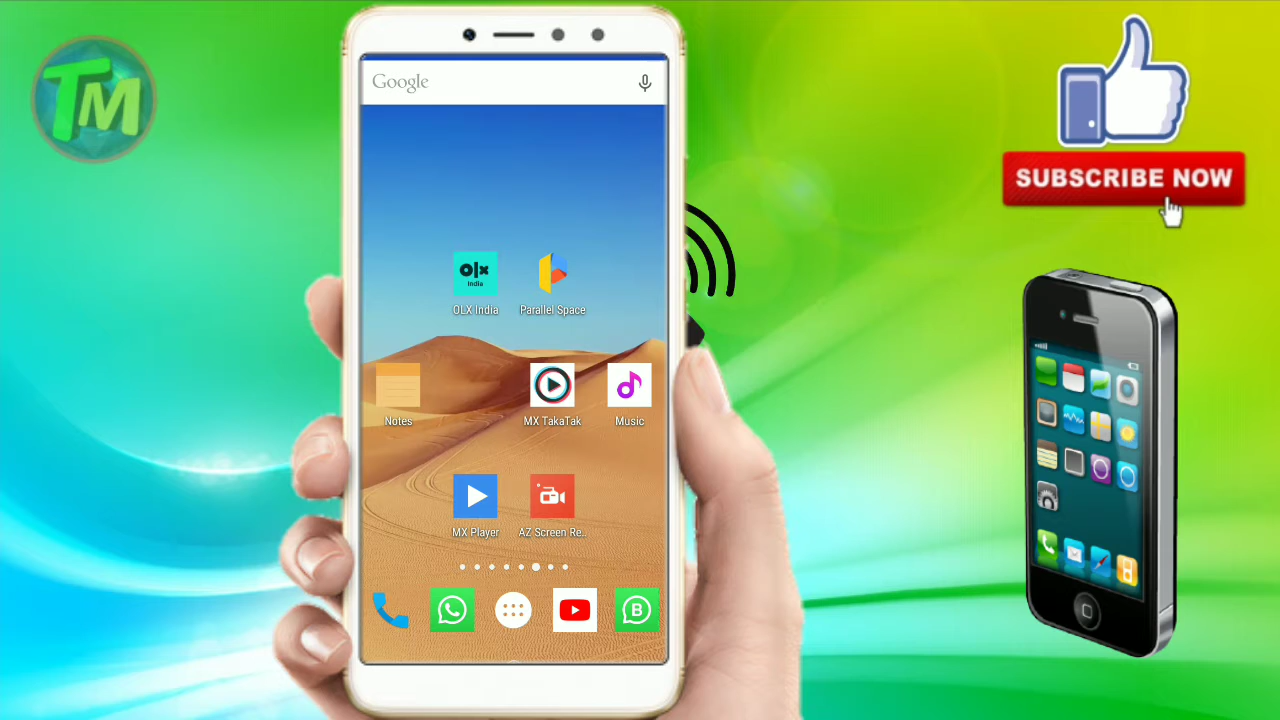 TM
Google
SUBSCRIBE NOW
olx
India
OLX India
Parallel Space
Notes
MX TakaTak
Music
MX Player
AZ Screen Re..
B